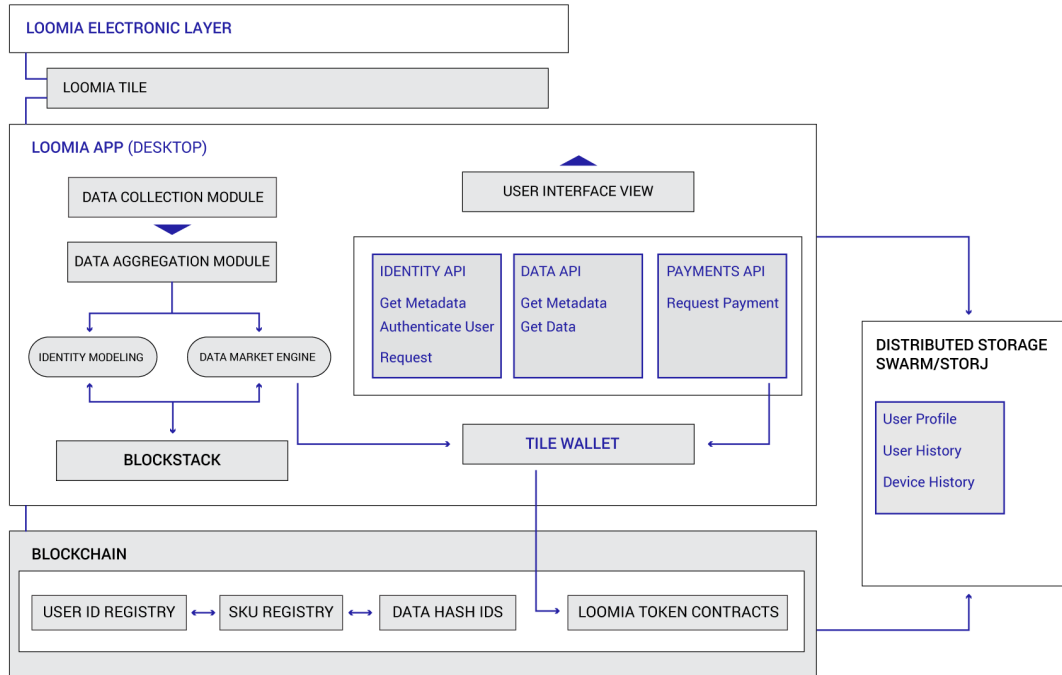 LOOMIA ELECTRONIC LAYER
LOOMIA TILE
LOOMIA APP (DESKTOP)
DATA COLLECTION MODULE
USER INTERFACE VIEW
DATA AGGREGATION MODULE
IDENTITY API
Get Metadata
Authenticate User
Request
DATA API
Get Metadata
Get Data
PAYMENTS API
Request Payment
IDENTITY MODELING
DATA MARKET ENGINE
BLOCKSTACK
TILE WALLET
DISTRIBUTED STORAGE
SWARM/STORJ
User Profile
User History
Device History
BLOCKCHAIN
USER ID REGISTRY
SKU REGISTRY
DATA HASH IDS
LOOMIA TOKEN CONTRACTS